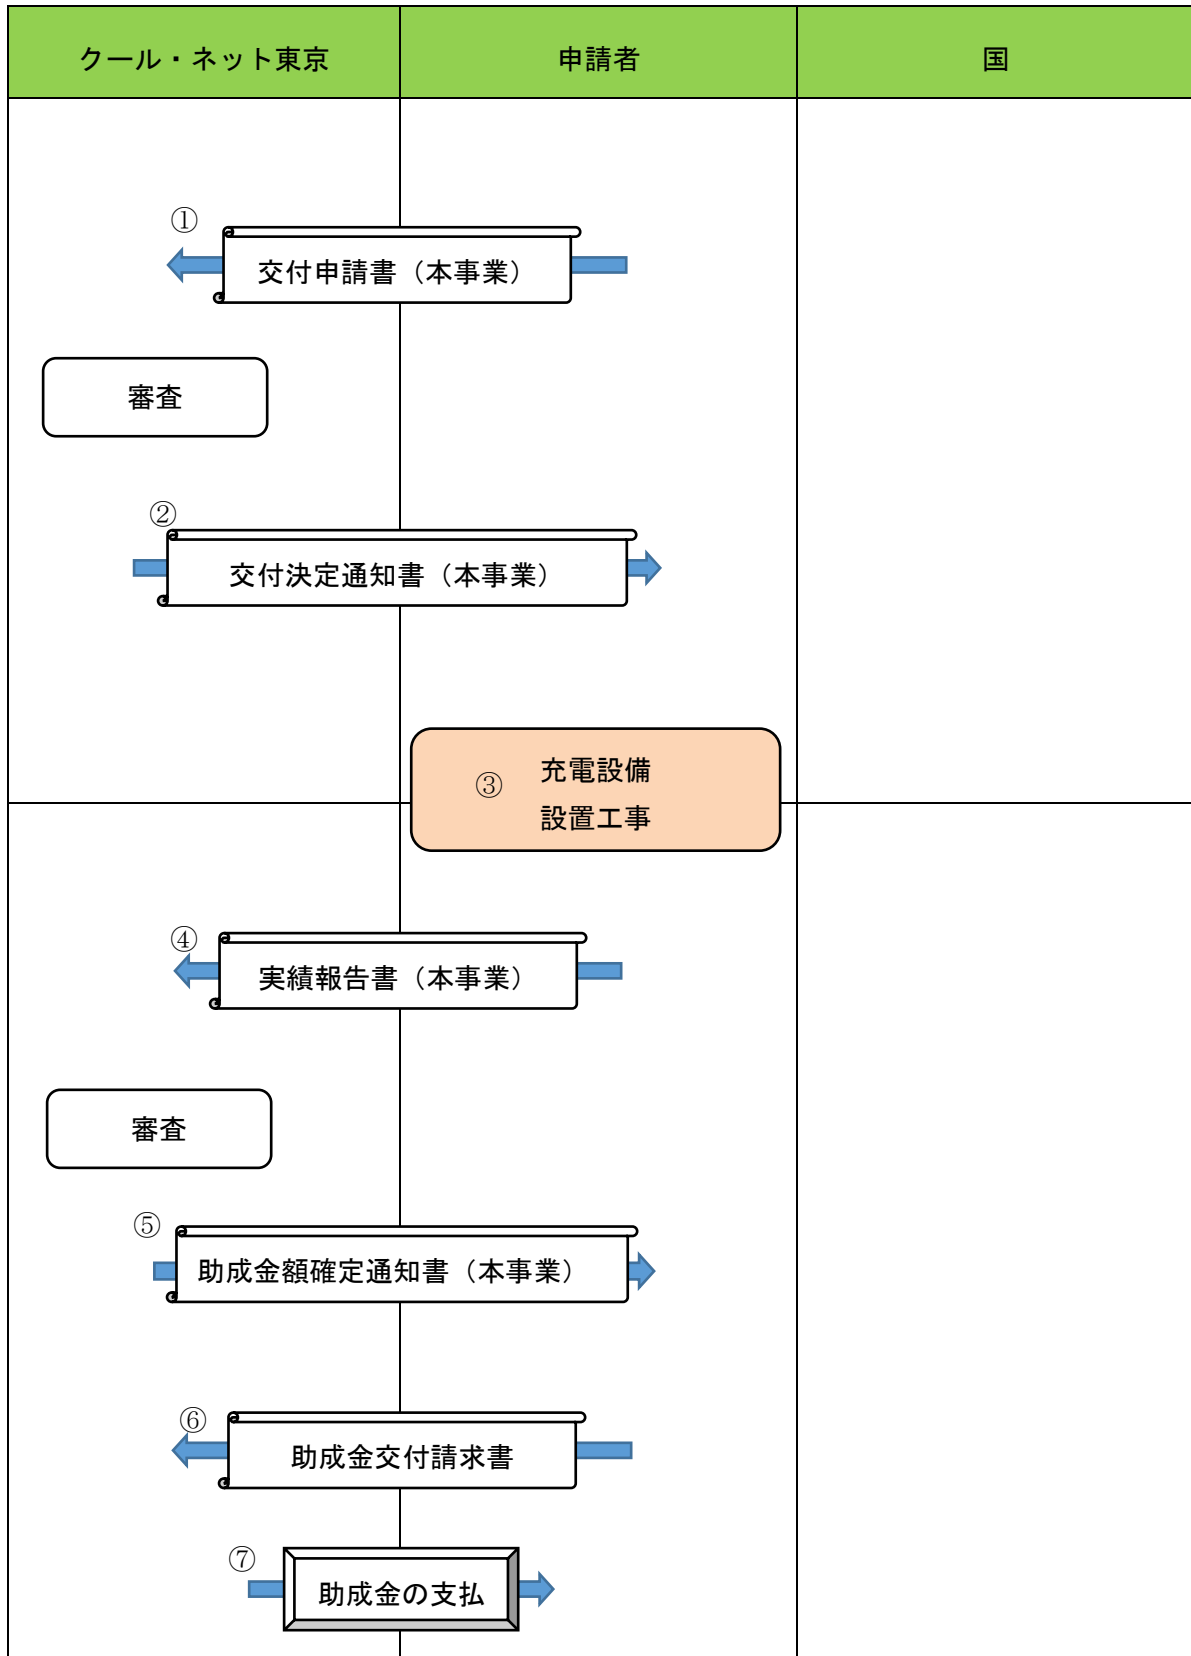 クール・ネット東京
申請者
国
①
交付申請書（本事業）
審査
②
交付決定通知書（本事業）
③
充電設備
設置工事
④
実績報告書（本事業）
審査
⑤
助成金額確定通知書（本事業）
⑥
助成金交付請求書
⑦
助成金の支払